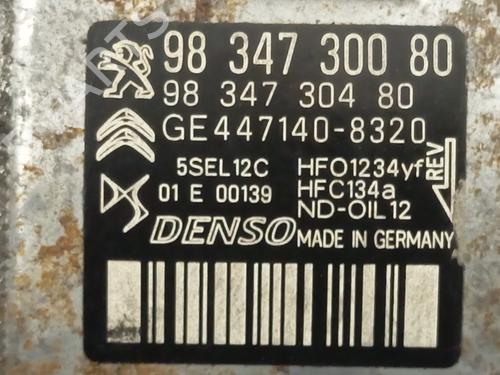 98 347 300 80
98 347 304 80
GE447140-8320
5SEL12C
01 E 00139
HFO1234yf
HFC134a
ND-OIL12
REV
DENSO MADE IN GERMANY